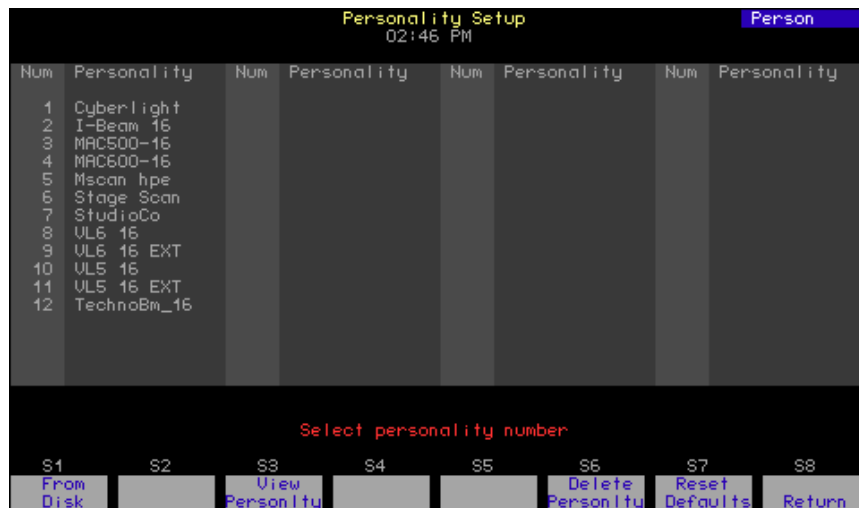 Personality Setup Person
02:46 PM
Num Personality Num Personality Num Personality Num Personality
1 Cyberlight
2 I-Beam 16
3 MAC500-16
4 MAC600-16
5 Mscan hpe
6 Stage Scan
7 StudioCo
8 VL6 16
9 VL6 16 EXT
10 VL5 16
11 VL5 16 EXT
12 TechnoBm_16
Select personality number
S1 S2 S3 S4 S5 S6 S7 S8
From View Delete Reset
Disk Personlty Personlty Defaults Return